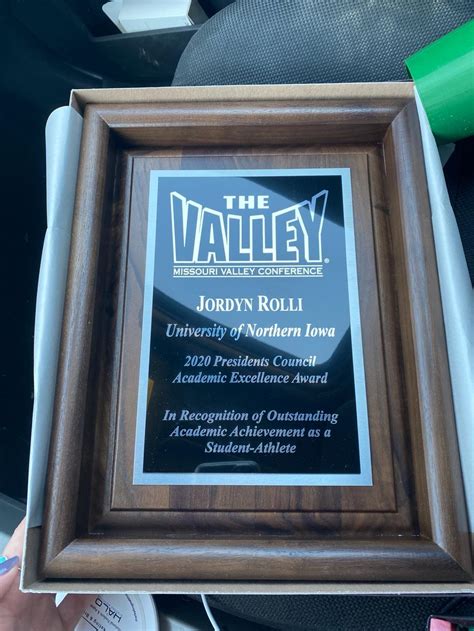 THE
VALLEY®
MISSOURI VALLEY CONFERENCE
JORDYN ROLLI
University of Northern Iowa
2020 Presidents Council
Academic Excellence Award
In Recognition of Outstanding
Academic Achievement as a
Student-Athlete
HALO